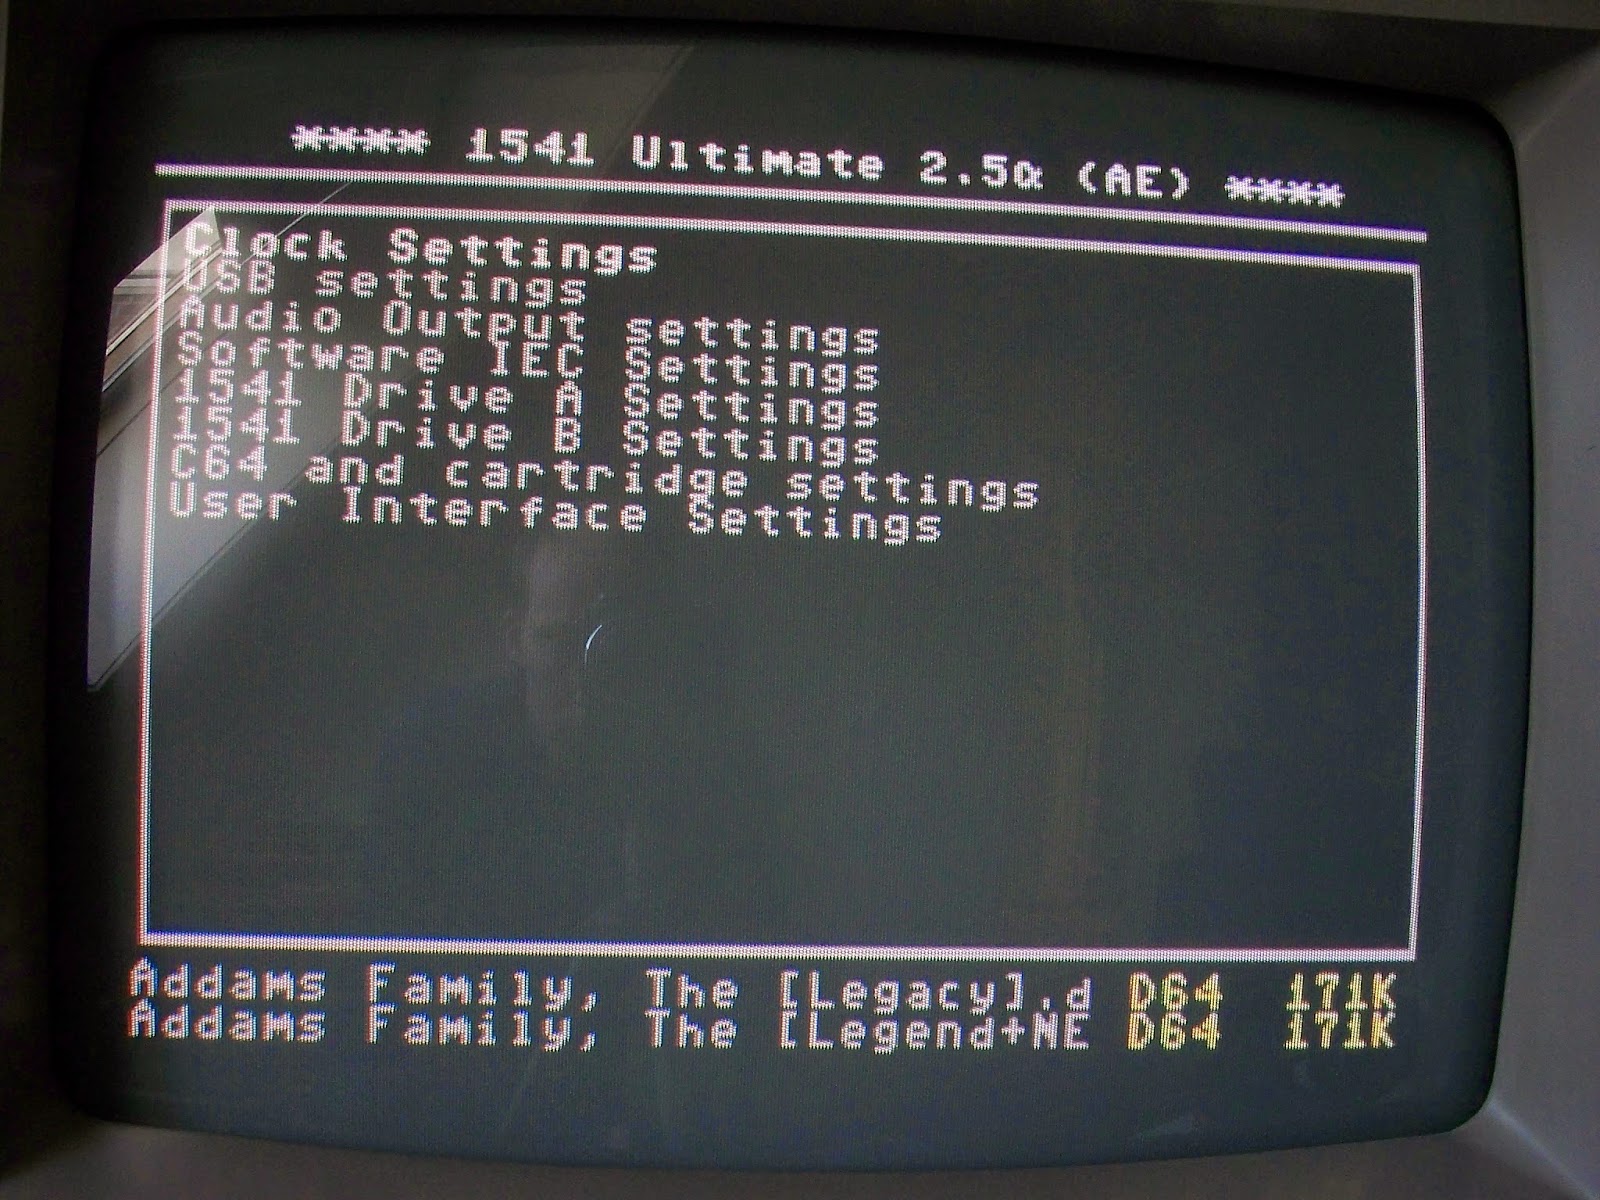 **** 1541 Ultimate 2.5α (AE) ****
Clock Settings
USB settings
Audio Output settings
Software IEC Settings
1541 Drive A Settings
1541 Drive B Settings
C64 and cartridge settings
User Interface Settings
Addams Family, The [Legacy].d D64 171K
Addams Family, The [Legend+NE D64 171K